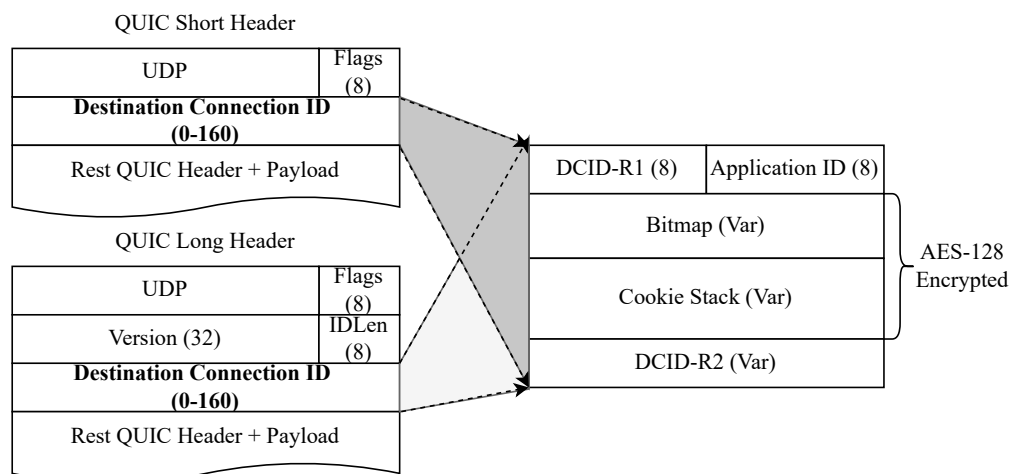 QUIC Short Header
UDP
Flags
(8)
Destination Connection ID
(0-160)
Rest QUIC Header + Payload
QUIC Long Header
UDP
Flags
(8)
Version (32)
IDLen
(8)
Destination Connection ID
(0-160)
Rest QUIC Header + Payload
DCID-R1 (8)
Application ID (8)
Bitmap (Var)
Cookie Stack (Var)
DCID-R2 (Var)
AES-128
Encrypted